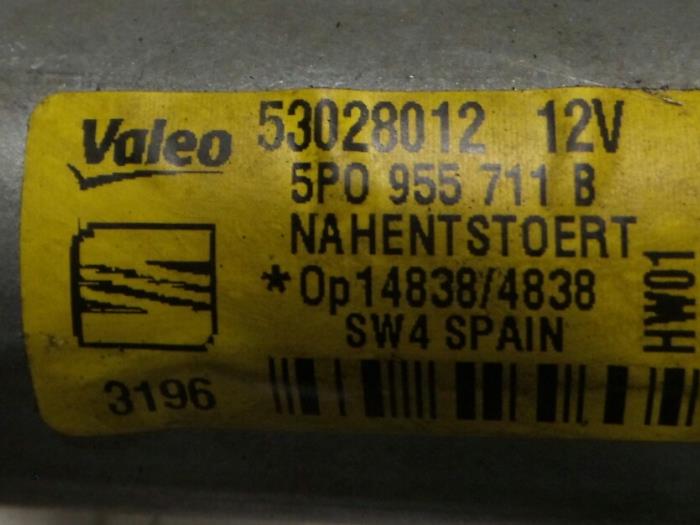 Valeo 53028012 12V
5P0 955 711 B
NAHENTSTOERT
*Op14838/4838
SW4 SPAIN
HW01
3196